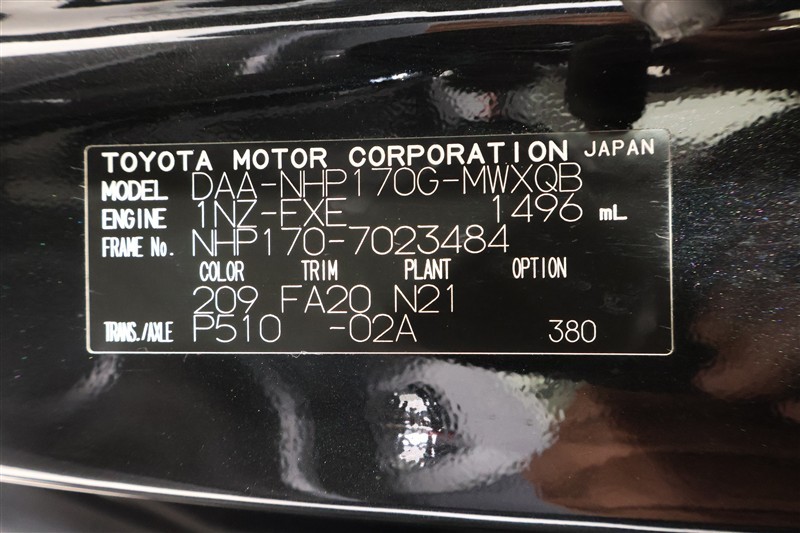 TOYOTA MOTOR CORPORATION JAPAN
MODEL DAA-NHP170G-MWXQB
ENGINE 1NZ-FXE 1496 mL
FRAME No. NHP170-7023484
COLOR TRIM PLANT OPTION
209 FA20 N21
TRANS./AXLE P510 -02A 380